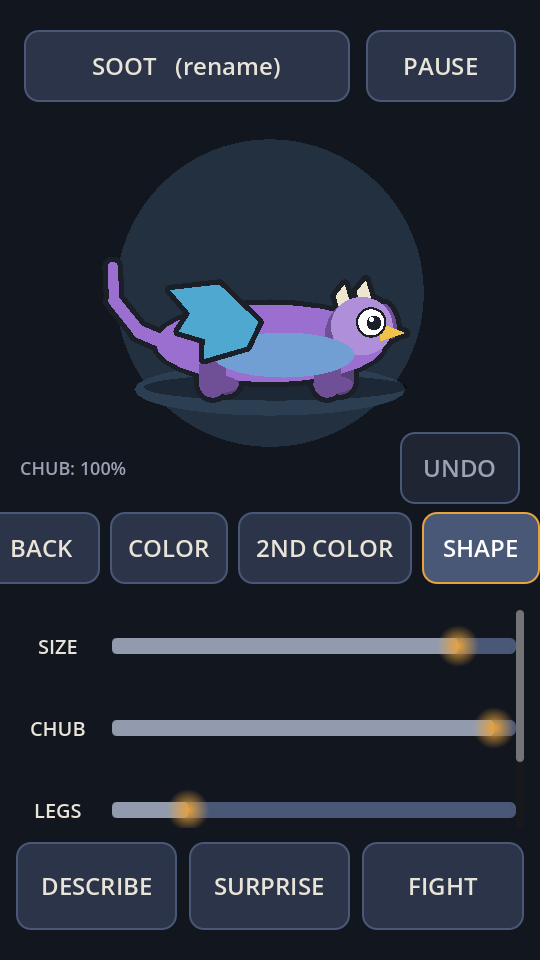 SOOT (rename)
PAUSE
CHUB: 100%
UNDO
BACK
COLOR
2ND COLOR
SHAPE
SIZE
CHUB
LEGS
DESCRIBE
SURPRISE
FIGHT